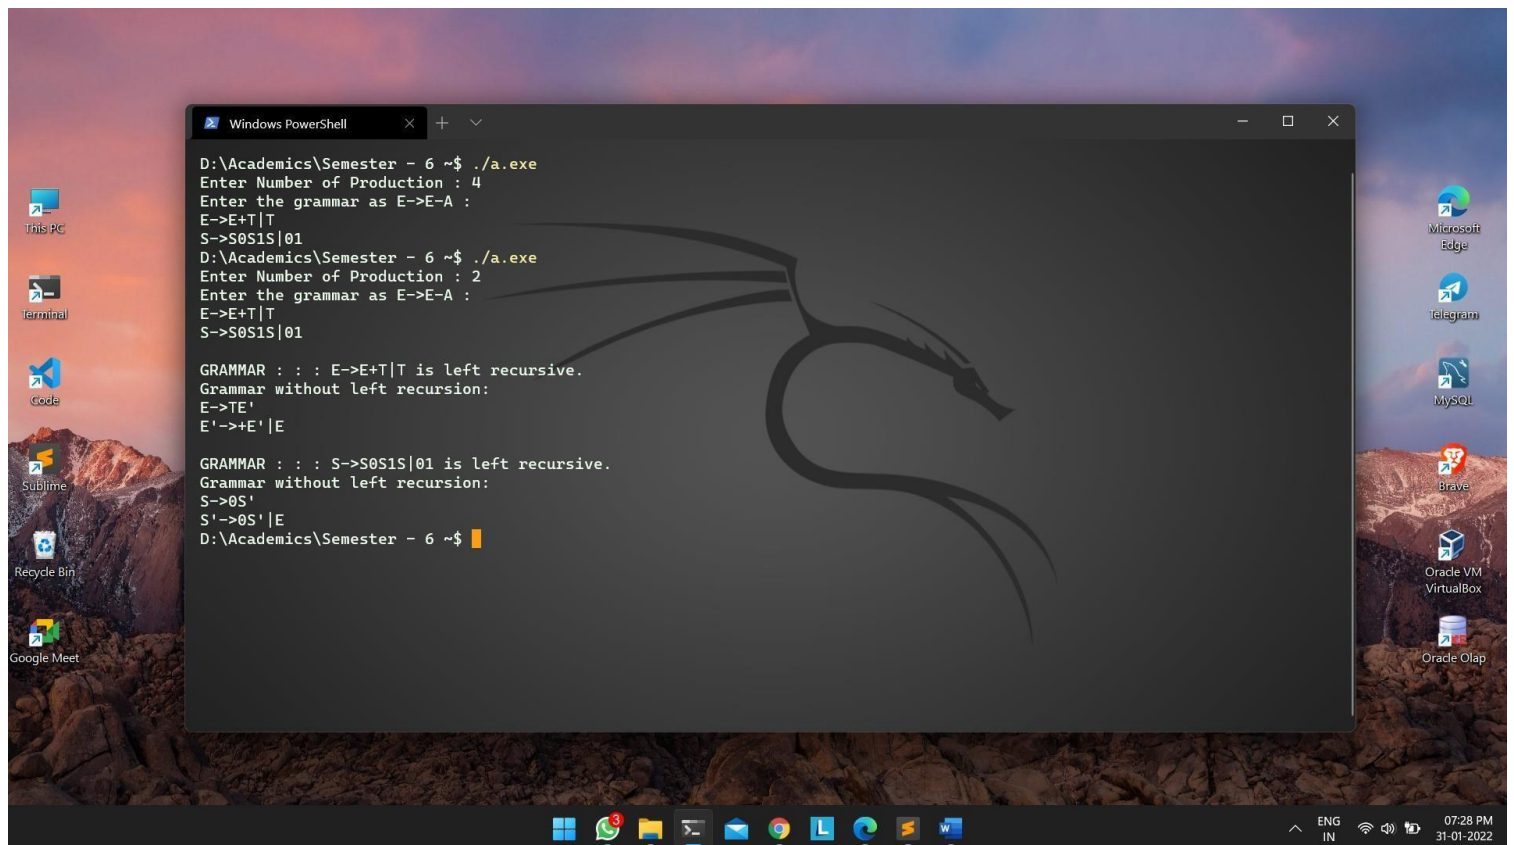 Windows PowerShell
D:\Academics\Semester - 6 ~$ ./a.exe
Enter Number of Production : 4
Enter the grammar as E->E-A :
E->E+T|T
S->S0S1S|01
D:\Academics\Semester - 6 ~$ ./a.exe
Enter Number of Production : 2
Enter the grammar as E->E-A :
E->E+T|T
S->S0S1S|01
GRAMMAR : : : E->E+T|T is left recursive.
Grammar without left recursion:
E->TE'
E'->+E'|E
GRAMMAR : : : S->S0S1S|01 is left recursive.
Grammar without left recursion:
S->0S'
S'->0S'|E
D:\Academics\Semester - 6 ~$
This PC
Terminal
Code
Sublime
Recycle Bin
Google Meet
Microsoft
Edge
Telegram
MySQL
Brave
Oracle VM
VirtualBox
Oracle Olap
3
L
W
ENG
IN
07:28 PM
31-01-2022